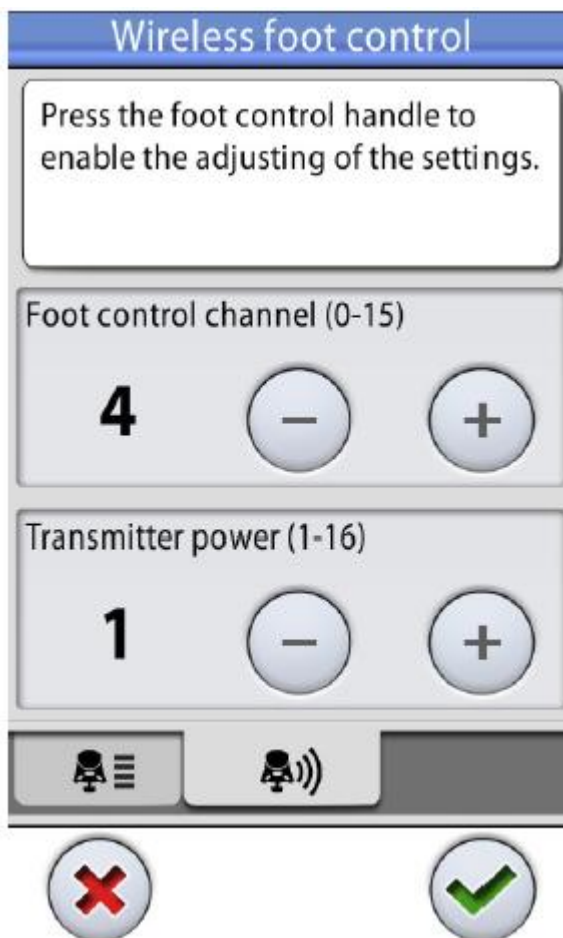 Wireless foot control
Press the foot control handle to
enable the adjusting of the settings.
Foot control channel (0-15)
4 − +
Transmitter power (1-16)
1 − +